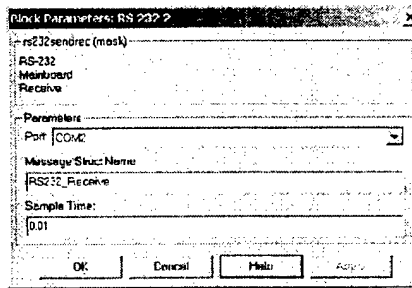 Block Parameters: RS-232 2
rs232sendrec (mask)
RS-232
Mainboard
Receive
Parameters
Port COM2
Message Struct Name
RS232_Receive
Sample Time:
0.01
OK Cancel Help Apply